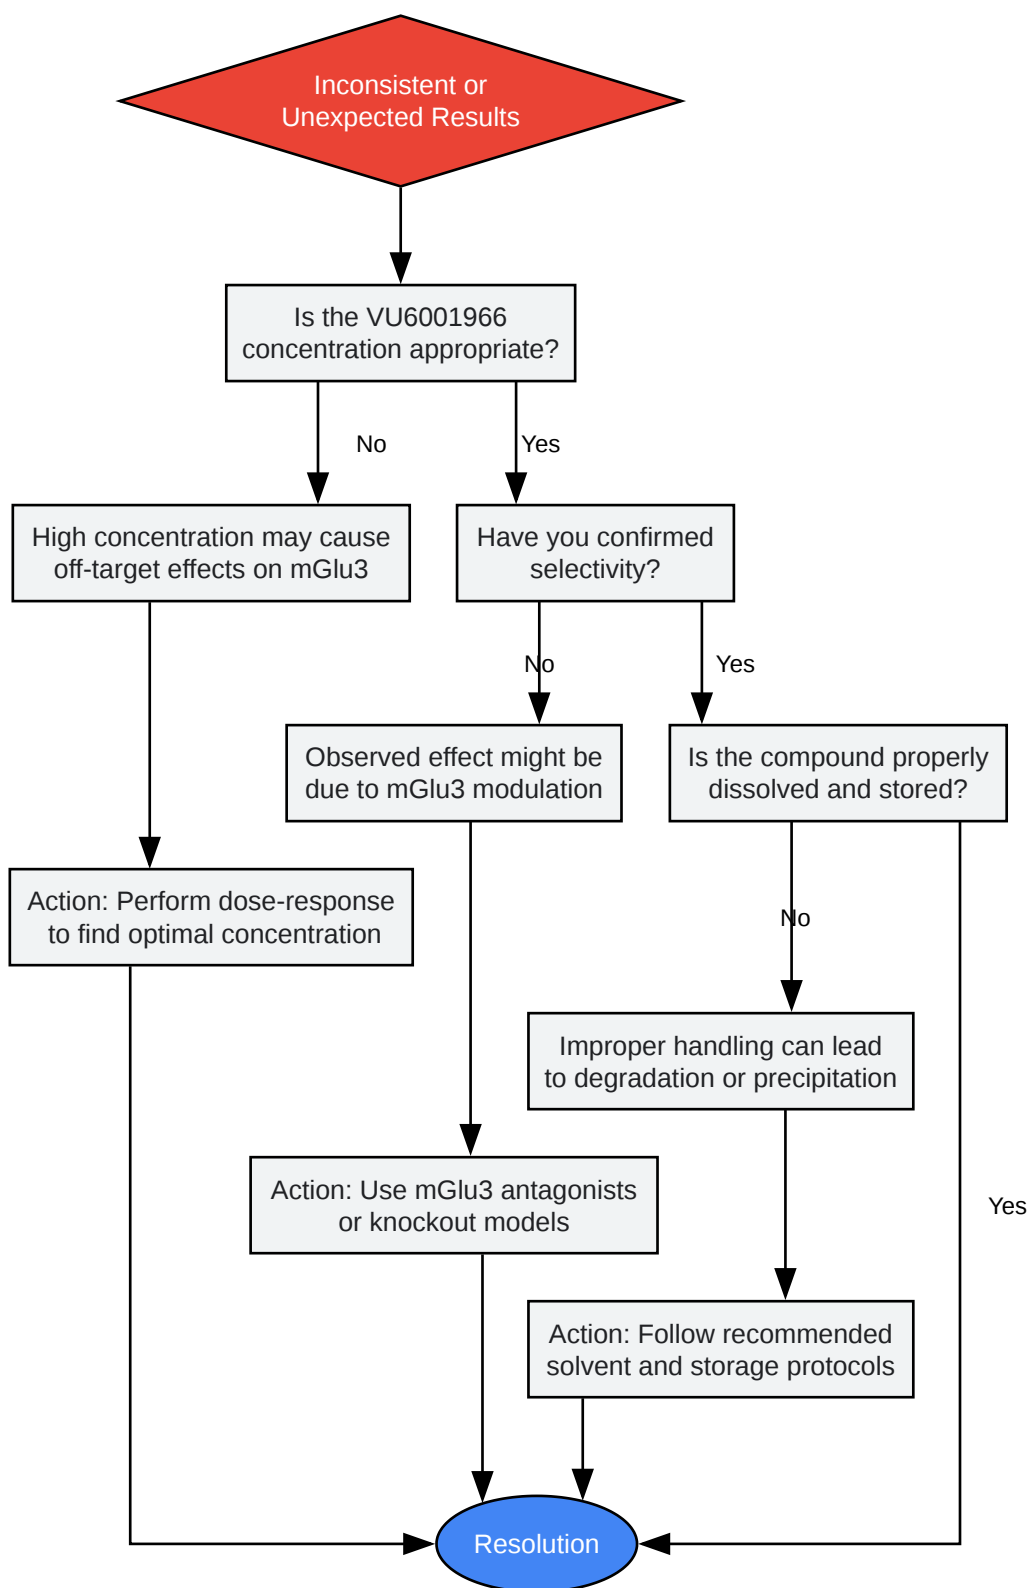 Inconsistent or
Unexpected Results
Is the VU6001966
concentration appropriate?
No
Yes
High concentration may cause
off-target effects on mGlu3
Have you confirmed
selectivity?
No
Yes
Observed effect might be
due to mGlu3 modulation
Is the compound properly
dissolved and stored?
Action: Perform dose-response
to find optimal concentration
No
Improper handling can lead
to degradation or precipitation
Action: Use mGlu3 antagonists
or knockout models
Yes
Action: Follow recommended
solvent and storage protocols
Resolution